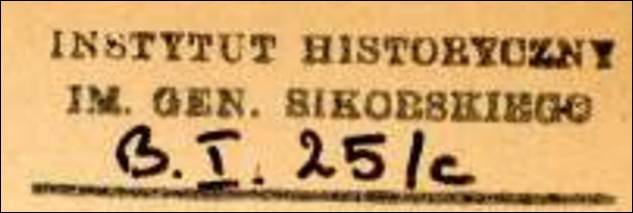 INSTYTUT HISTORYCZNY
IM. GEN. SIKORSKIEGO
B.I. 25/c